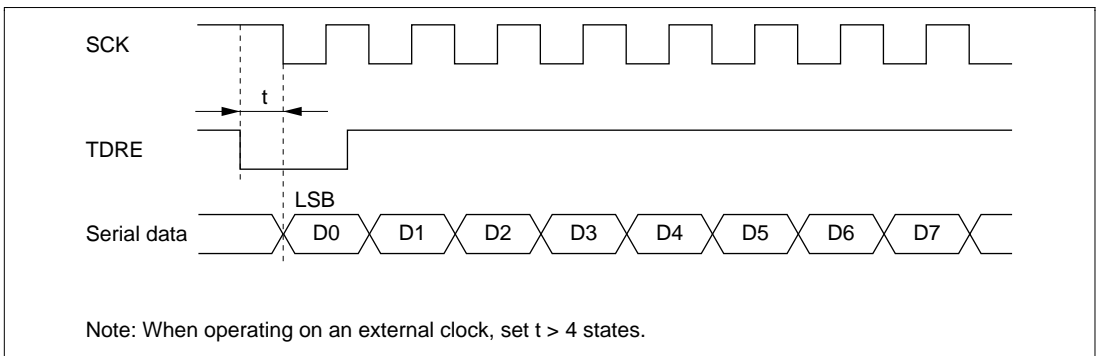 SCK
t
TDRE
LSB
Serial data D0 D1 D2 D3 D4 D5 D6 D7
Note: When operating on an external clock, set t > 4 states.